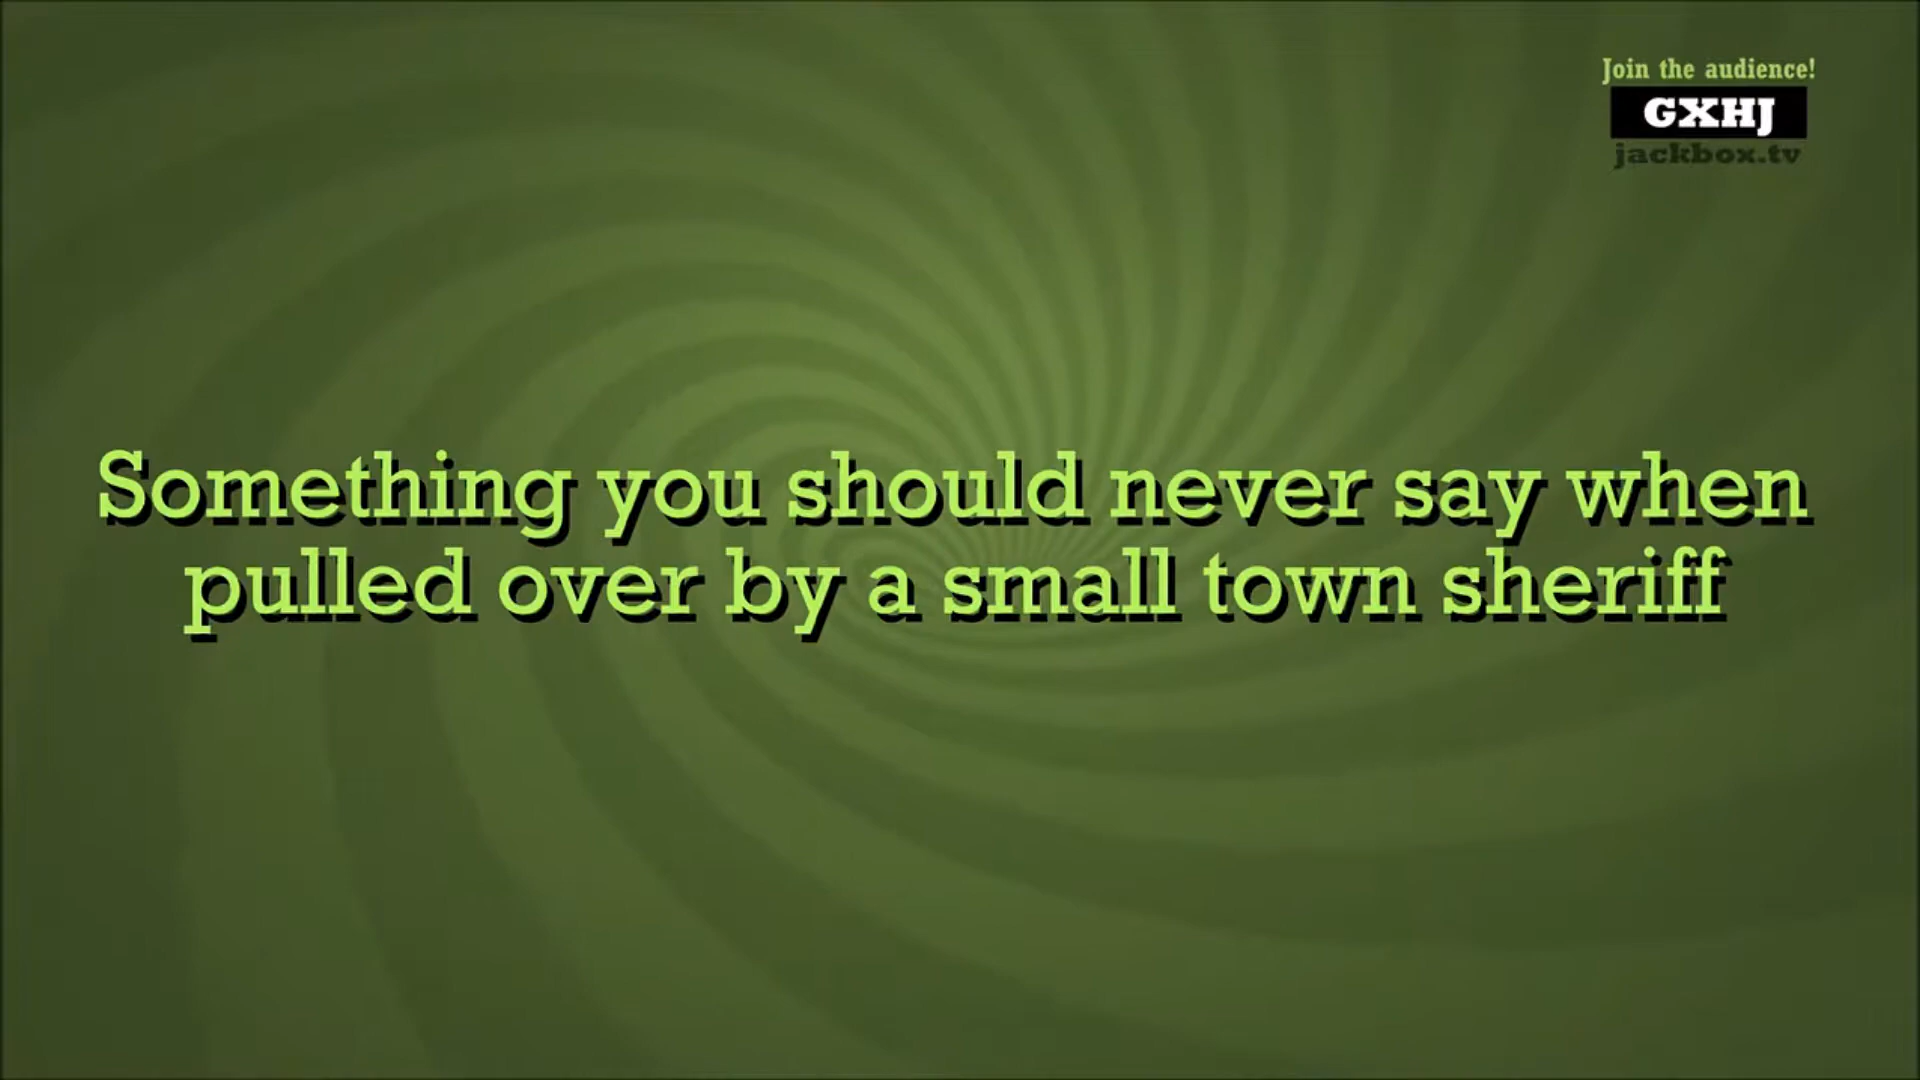 Join the audience!
GXHJ
jackbox.tv
Something you should never say when
pulled over by a small town sheriff